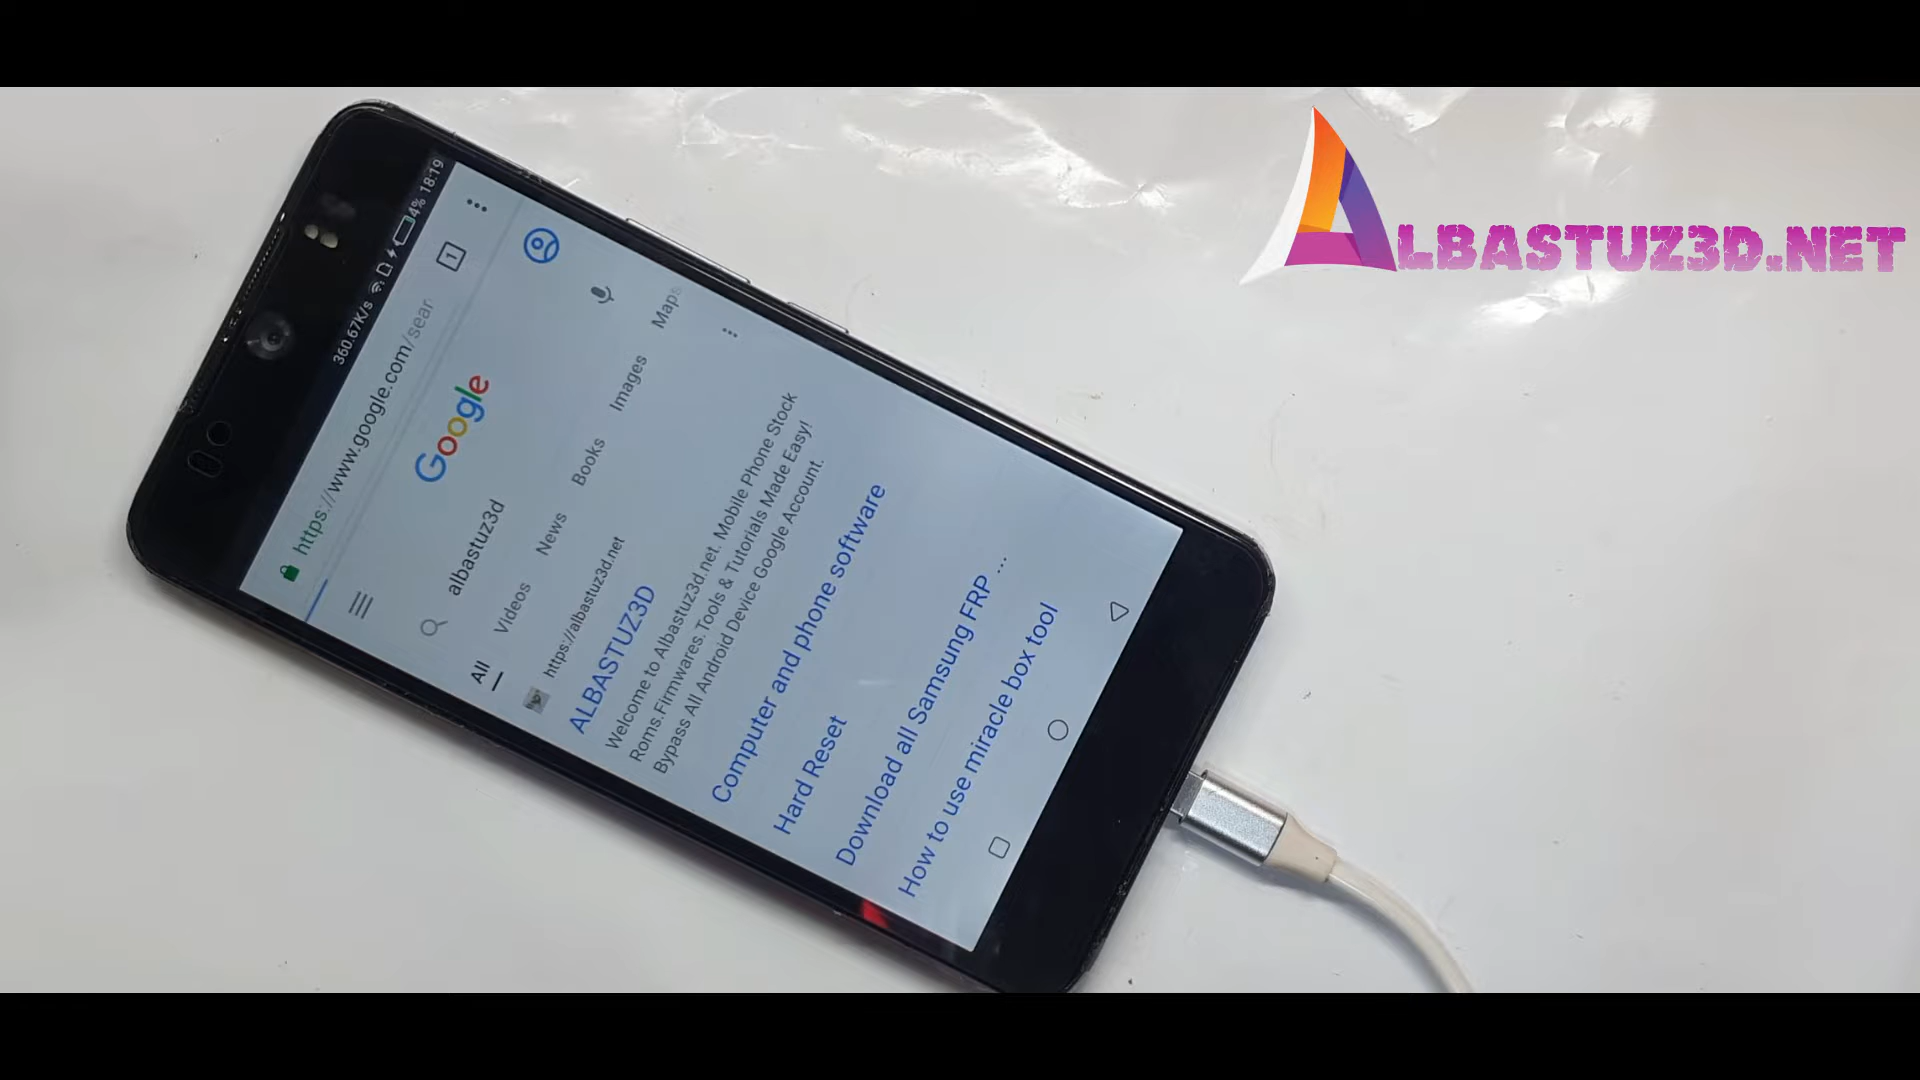 ALBASTUZ3D.NET
360.67K/s 4% 18:19
https://www.google.com/sear
1
Google
albastuz3d
All Videos News Books Images Maps
https://albastuz3d.net
ALBASTUZ3D
Welcome to Albastuz3d.net. Mobile Phone Stock
Roms.Firmwares.Tools & Tutorials Made Easy!
Bypass All Android Device Google Account.
Computer and phone software
Hard Reset
Download all Samsung FRP ...
How to use miracle box tool